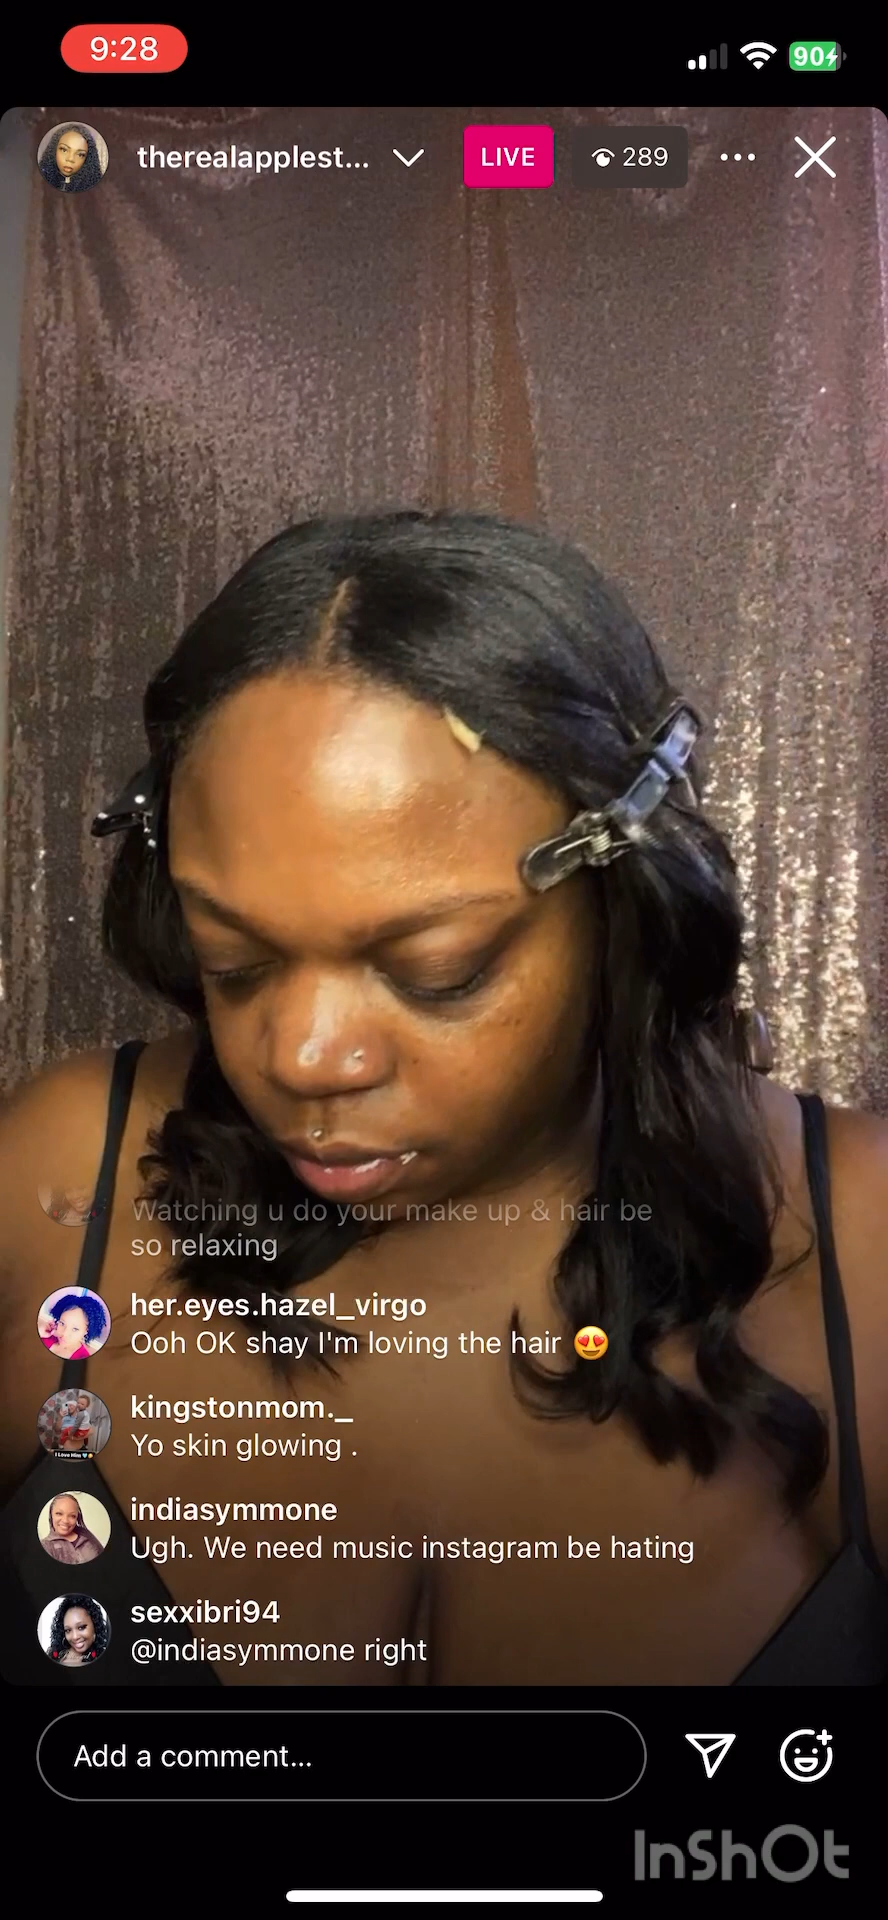 9:28
90
therealapplest...
LIVE
289
Watching u do your make up & hair be
so relaxing
her.eyes.hazel_virgo
Ooh OK shay I'm loving the hair 😍
kingstonmom._
Yo skin glowing .
indiasymmone
Ugh. We need music instagram be hating
sexxibri94
@indiasymmone right
Add a comment...
InShOt